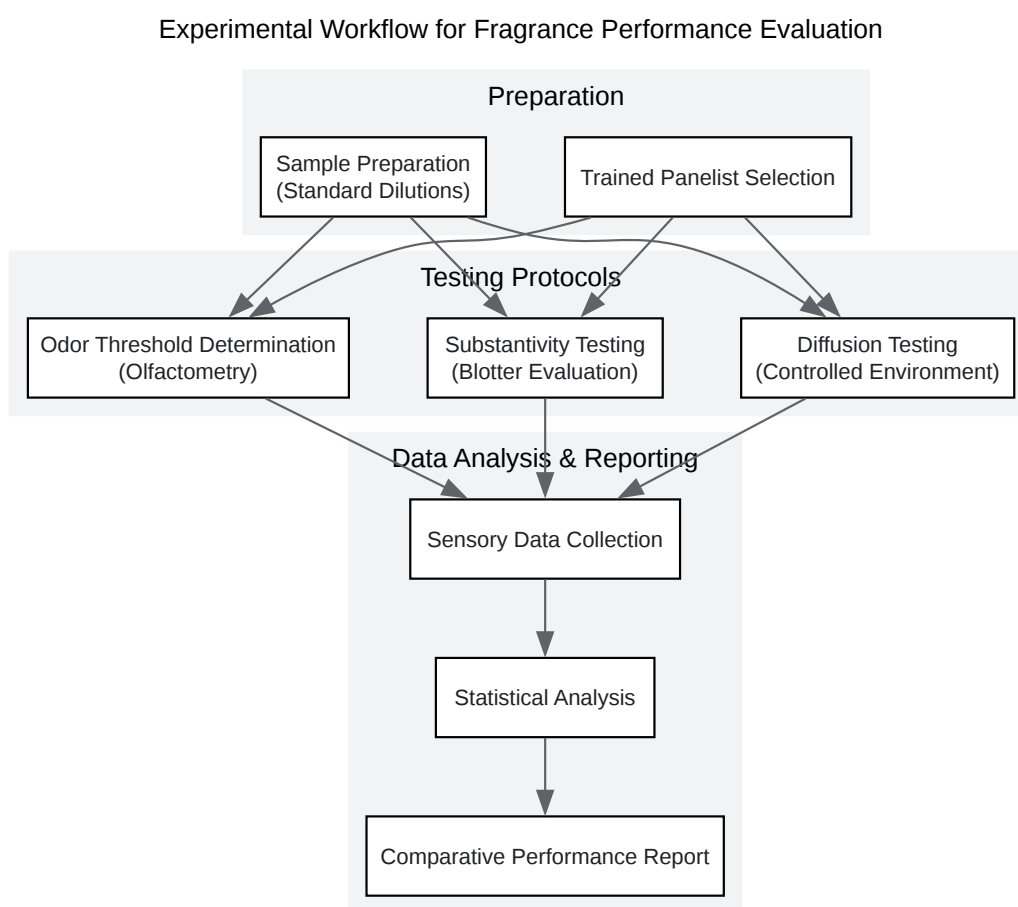 Experimental Workflow for Fragrance Performance Evaluation
Preparation
Sample Preparation
(Standard Dilutions)
Trained Panelist Selection
Testing Protocols
Odor Threshold Determination
(Olfactometry)
Substantivity Testing
(Blotter Evaluation)
Diffusion Testing
(Controlled Environment)
Data Analysis & Reporting
Sensory Data Collection
Statistical Analysis
Comparative Performance Report